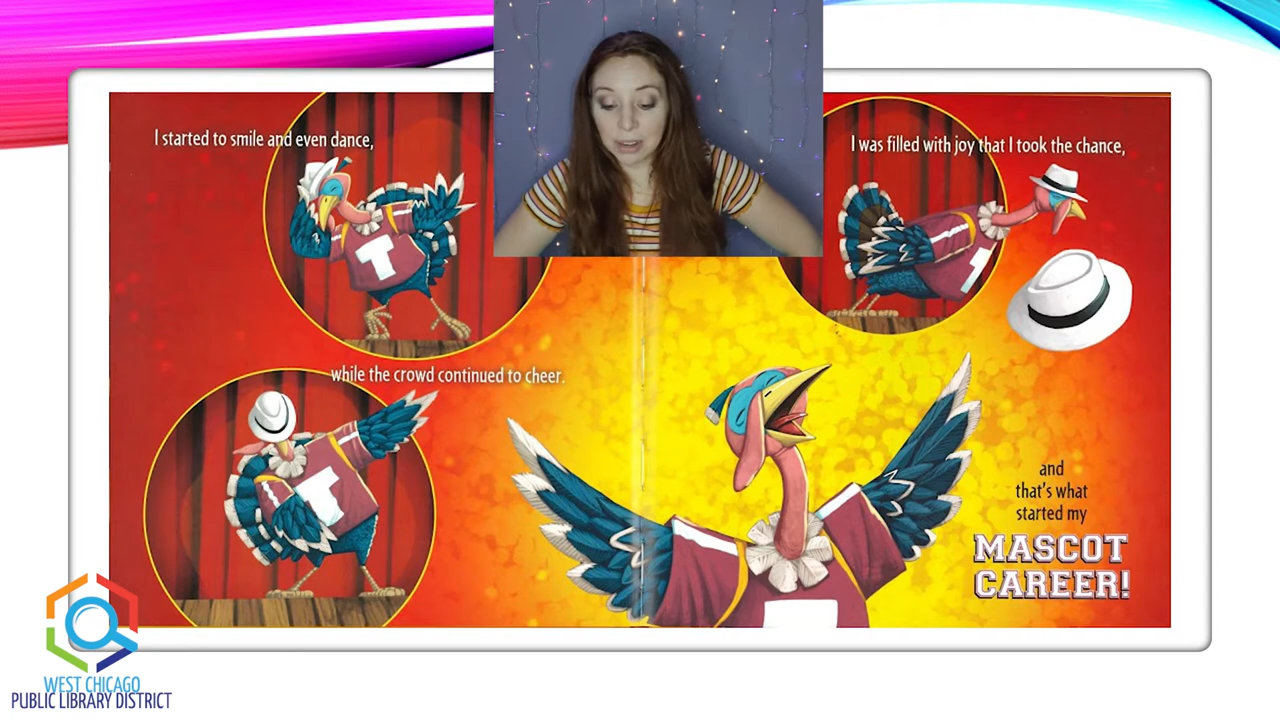 I started to smile and even dance,
while the crowd continued to cheer.
I was filled with joy that I took the chance,
and
that's what
started my
MASCOT
CAREER!
T
T
WEST CHICAGO
PUBLIC LIBRARY DISTRICT